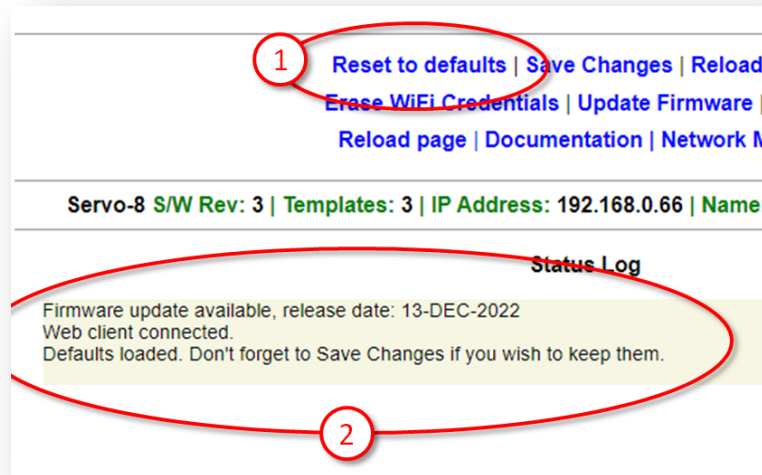 1
Reset to defaults | Save Changes | Reload
Erase WiFi Credentials | Update Firmware |
Reload page | Documentation | Network M
Servo-8 S/W Rev: 3 | Templates: 3 | IP Address: 192.168.0.66 | Name:
Status Log
Firmware update available, release date: 13-DEC-2022
Web client connected.
Defaults loaded. Don't forget to Save Changes if you wish to keep them.
2